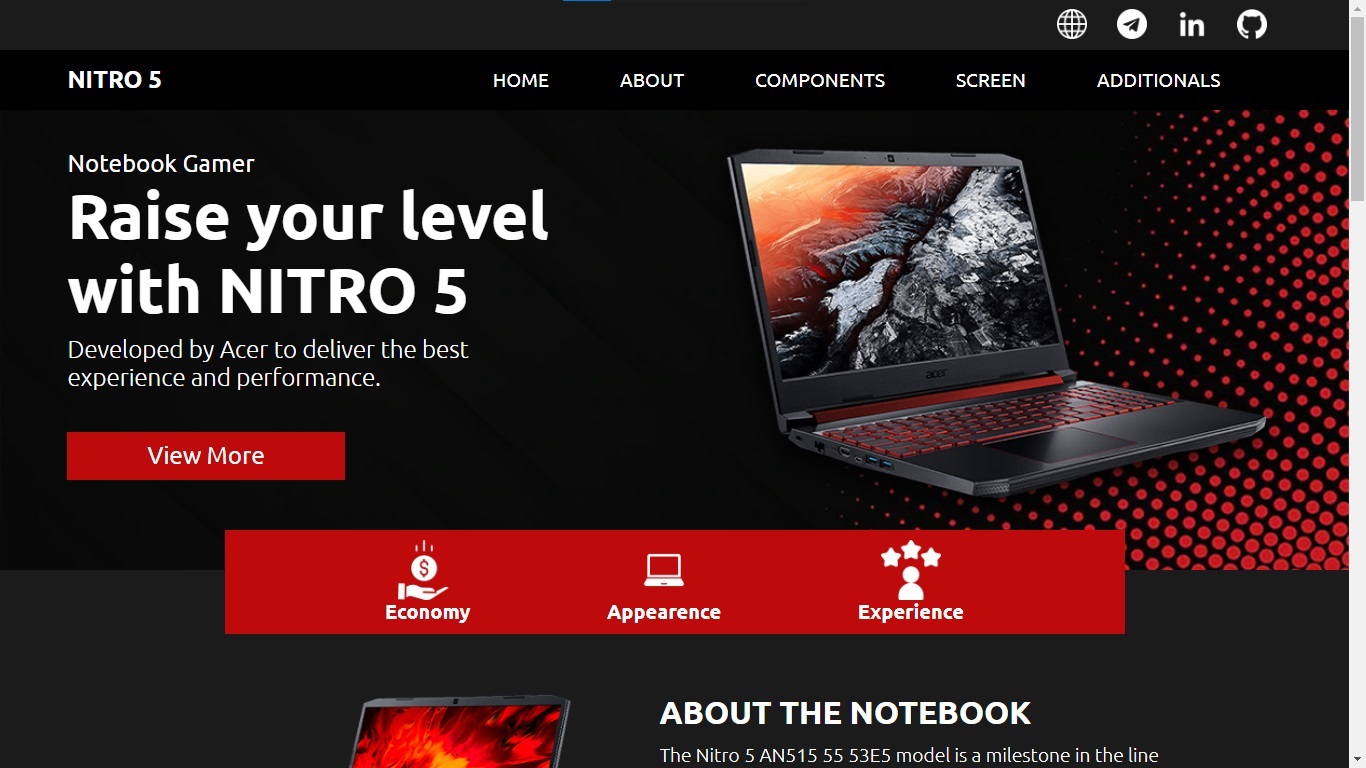 NITRO 5
HOME
ABOUT
COMPONENTS
SCREEN
ADDITIONALS
Notebook Gamer
Raise your level
with NITRO 5
Developed by Acer to deliver the best
experience and performance.
View More
acer
Economy
Appearence
Experience
ABOUT THE NOTEBOOK
The Nitro 5 AN515 55 53E5 model is a milestone in the line